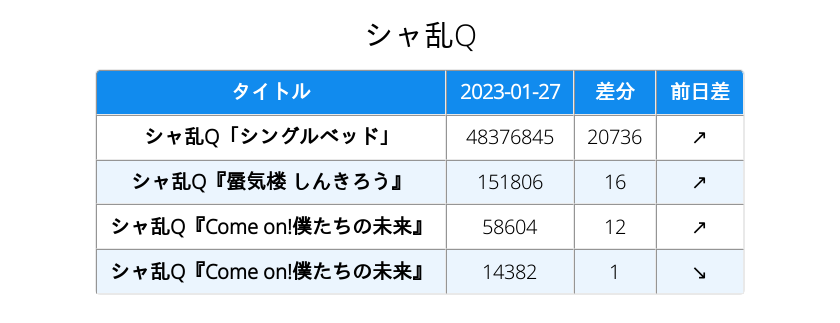 シャ乱Q
タイトル 2023-01-27 差分 前日差
シャ乱Q「シングルベッド」 48376845 20736 ↗
シャ乱Q『蜃気楼 しんきろう』 151806 16 ↗
シャ乱Q『Come on!僕たちの未来』 58604 12 ↗
シャ乱Q『Come on!僕たちの未来』 14382 1 ↘